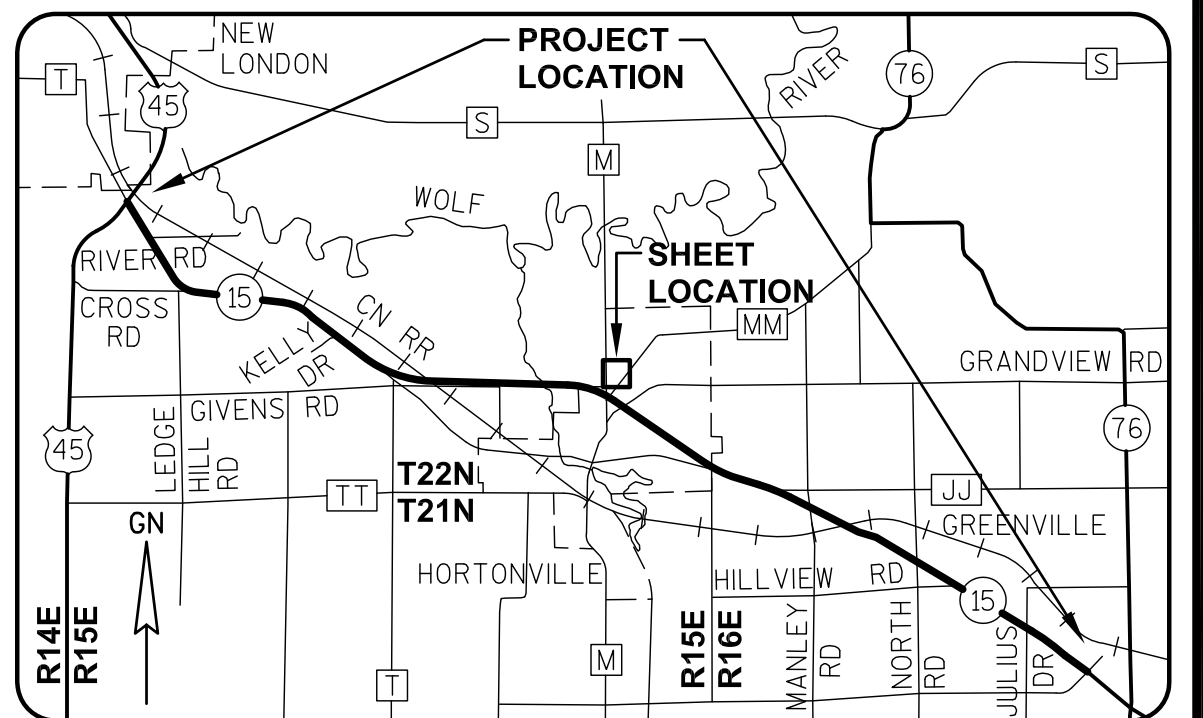 NEW
LONDON
PROJECT
LOCATION
RIVER
76
S
T
45
S
M
WOLF
SHEET
LOCATION
RIVER RD
CROSS
RD
15
CN RR
KELLY
DR
MM
GRANDVIEW RD
GIVENS RD
LEDGE
HILL
RD
45
76
T22N
T21N
TT
JJ
GN
GREENVILLE
HORTONVILLE
HILLVIEW RD
15
R14E
R15E
R15E
R16E
MANLEY
RD
NORTH
RD
JULIUS
DR
M
T